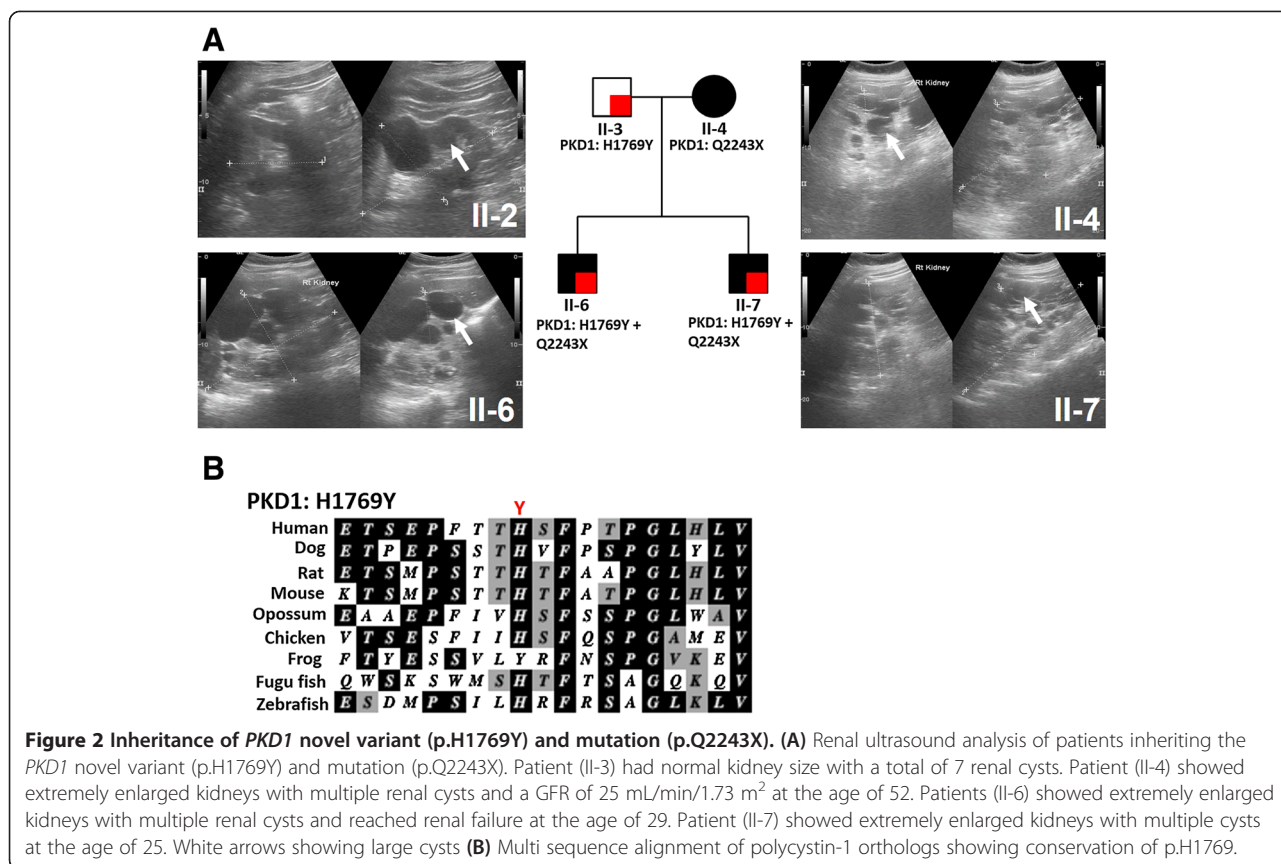 A
II-2
II-3
PKD1: H1769Y
II-4
PKD1: Q2243X
Rt Kidney
II-4
Rt Kidney
II-6
II-6
PKD1: H1769Y +
Q2243X
II-7
PKD1: H1769Y +
Q2243X
Rt Kidney
II-7
B
PKD1: H1769Y
Y
Human E T S E P F T T H S F P T P G L H L V
Dog E T P E P S S T H V F P S P G L Y L V
Rat E T S M P S T T H T F A A P G L H L V
Mouse K T S M P S T T H T F A T P G L H L V
Opossum E A A E P F I V H S F S S P G L W A V
Chicken V T S E S F I I H S F Q S P G A M E V
Frog F T Y E S S V L Y R F N S P G V K E V
Fugu fish Q W S K S W M S H T F T S A G Q K Q V
Zebrafish E S D M P S I L H R F R S A G L K L V
Figure 2 Inheritance of PKD1 novel variant (p.H1769Y) and mutation (p.Q2243X). (A) Renal ultrasound analysis of patients inheriting the
PKD1 novel variant (p.H1769Y) and mutation (p.Q2243X). Patient (II-3) had normal kidney size with a total of 7 renal cysts. Patient (II-4) showed
extremely enlarged kidneys with multiple renal cysts and a GFR of 25 mL/min/1.73 m² at the age of 52. Patients (II-6) showed extremely enlarged
kidneys with multiple renal cysts and reached renal failure at the age of 29. Patient (II-7) showed extremely enlarged kidneys with multiple cysts
at the age of 25. White arrows showing large cysts (B) Multi sequence alignment of polycystin-1 orthologs showing conservation of p.H1769.